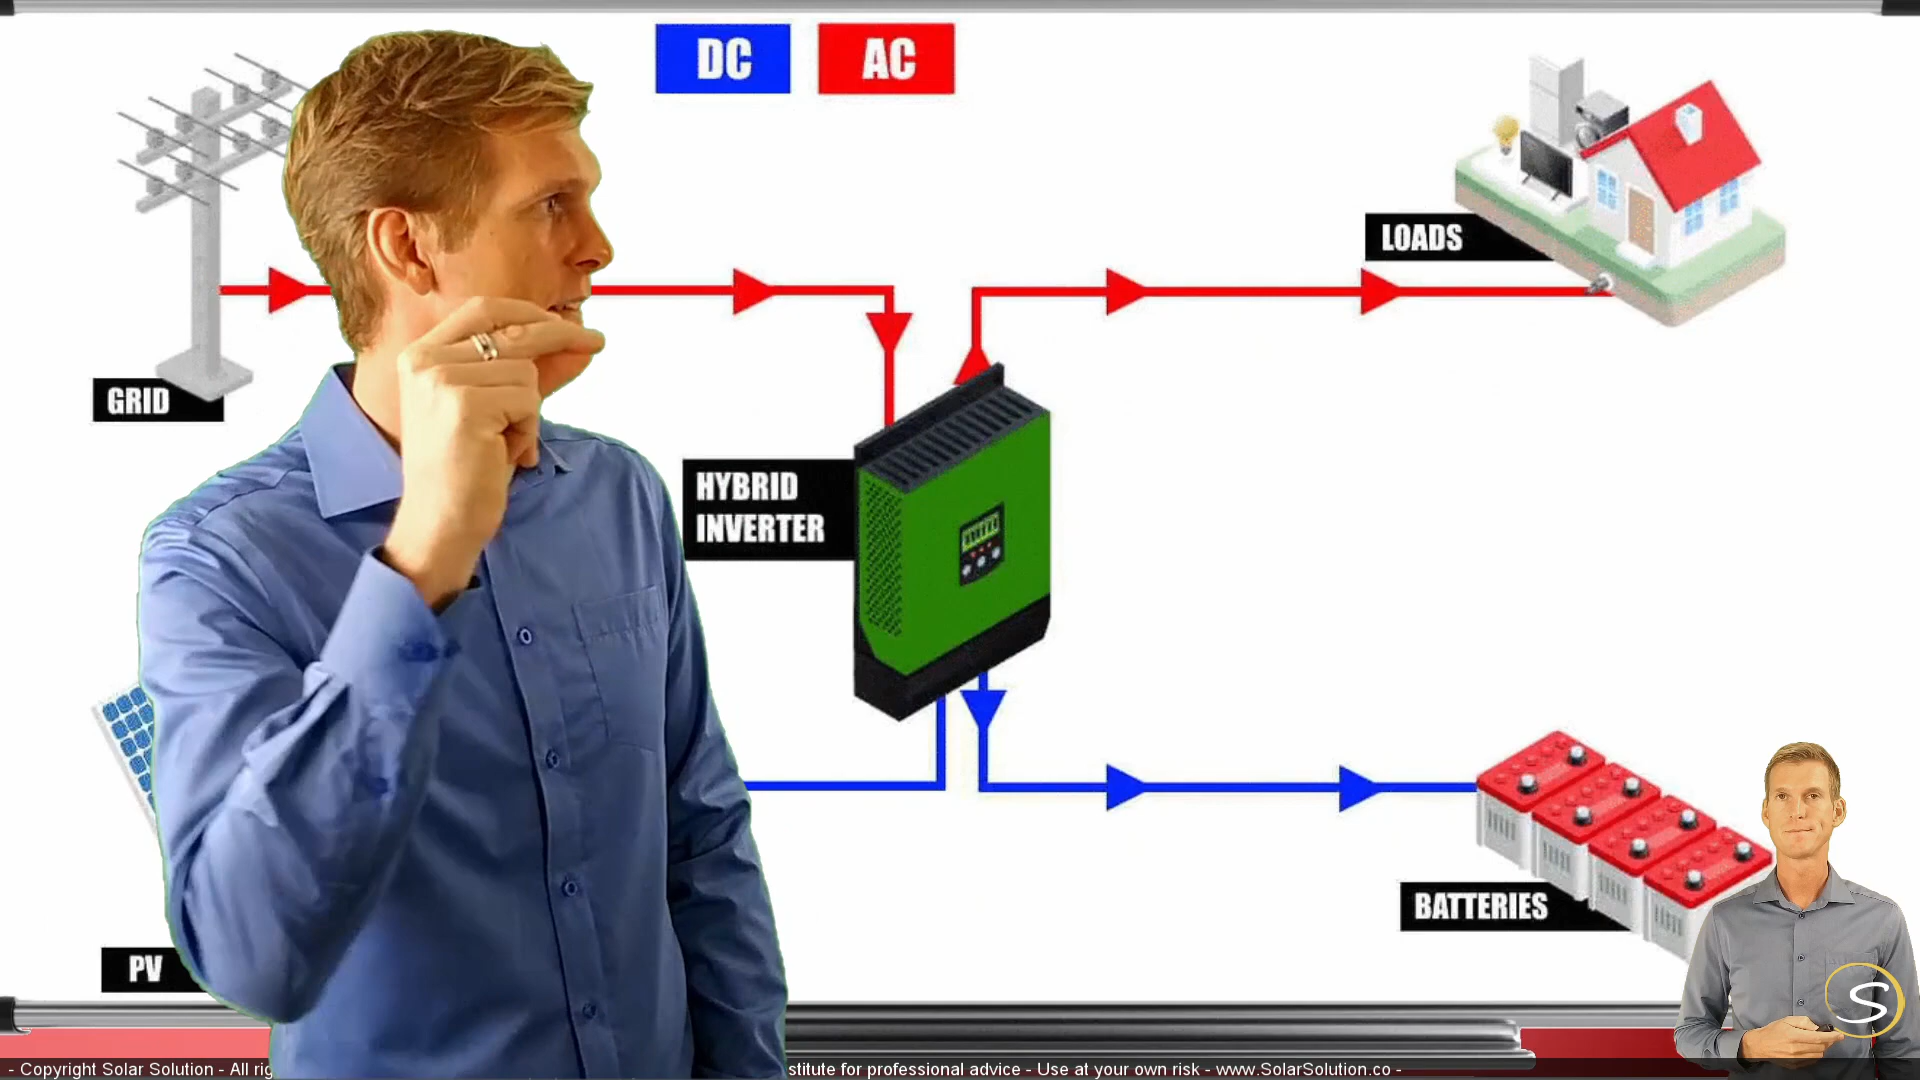 DC
AC
LOADS
GRID
HYBRID
INVERTER
BATTERIES
PV
S
- Copyright Solar Solution - All stitute for professional advice - Use at your own risk - www.SolarSolution.co -